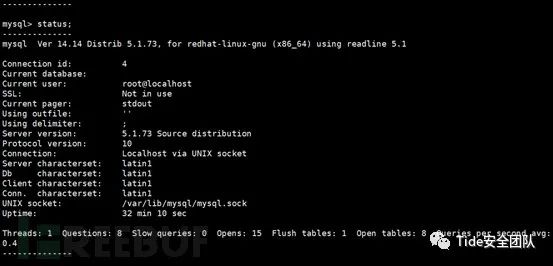 --------------
mysql> status;
--------------
mysql  Ver 14.14 Distrib 5.1.73, for redhat-linux-gnu (x86_64) using readline 5.1
Connection id: 4
Current database:
Current user: root@localhost
SSL: Not in use
Current pager: stdout
Using outfile: ''
Using delimiter: ;
Server version: 5.1.73 Source distribution
Protocol version: 10
Connection: Localhost via UNIX socket
Server characterset: latin1
Db     characterset: latin1
Client characterset: latin1
Conn.  characterset: latin1
UNIX socket: /var/lib/mysql/mysql.sock
Uptime: 32 min 10 sec
REEBUF
Threads: 1  Questions: 8  Slow queries: 0  Opens: 15  Flush tables: 1  Open tables: 8  Queries per second avg:
0.4
Tide安全团队
--------------